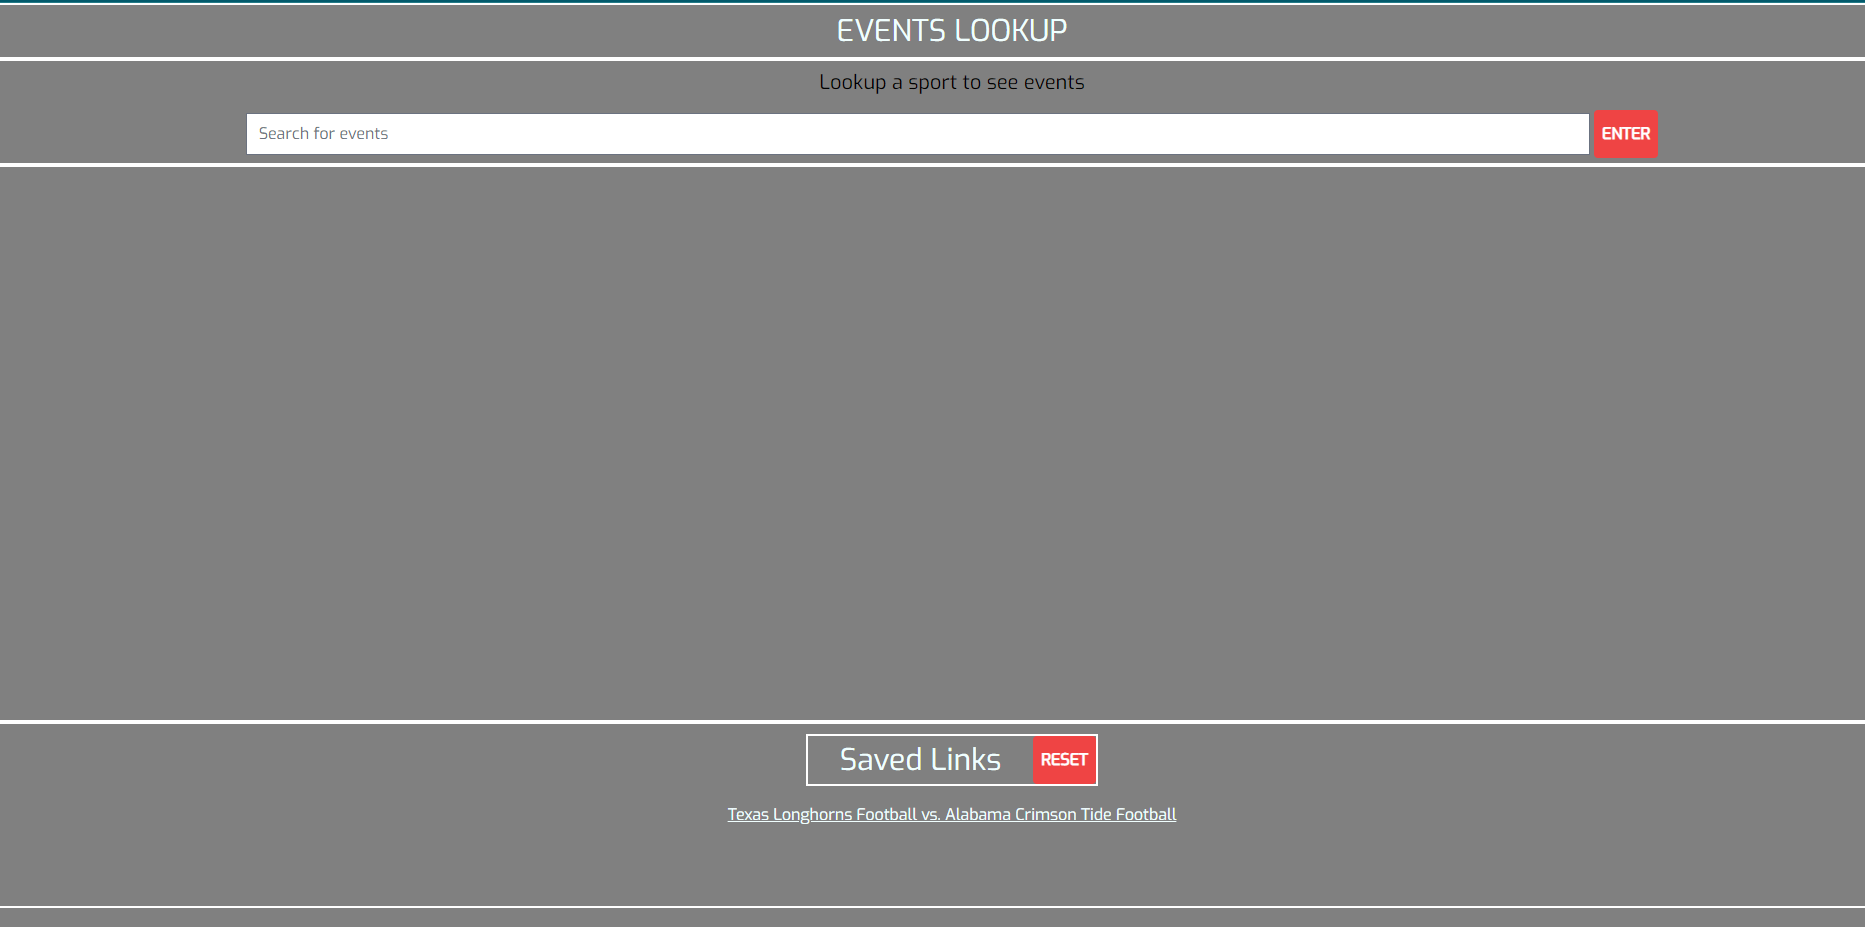 EVENTS LOOKUP
Lookup a sport to see events
Search for events
ENTER
Saved Links
RESET
Texas Longhorns Football vs. Alabama Crimson Tide Football